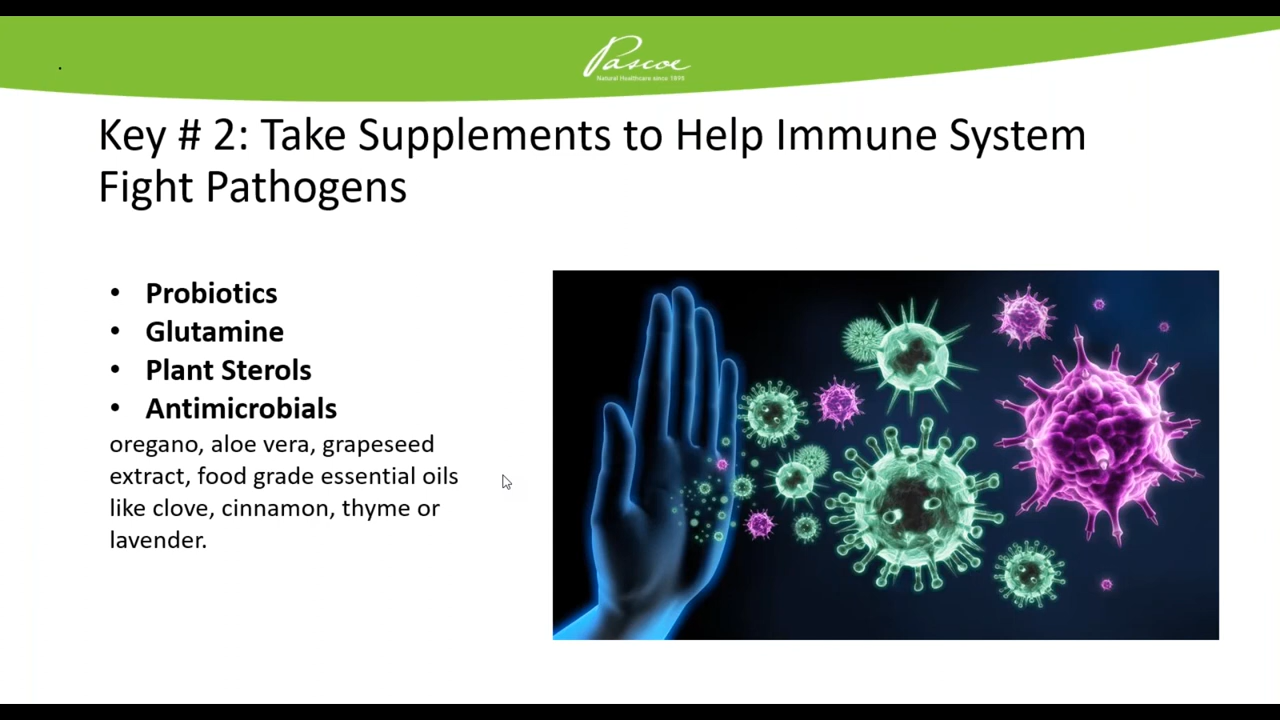 Pascoe
Natural Healthcare since 1895
Key # 2: Take Supplements to Help Immune System
Fight Pathogens
• Probiotics
• Glutamine
• Plant Sterols
• Antimicrobials
oregano, aloe vera, grapeseed
extract, food grade essential oils
like clove, cinnamon, thyme or
lavender.